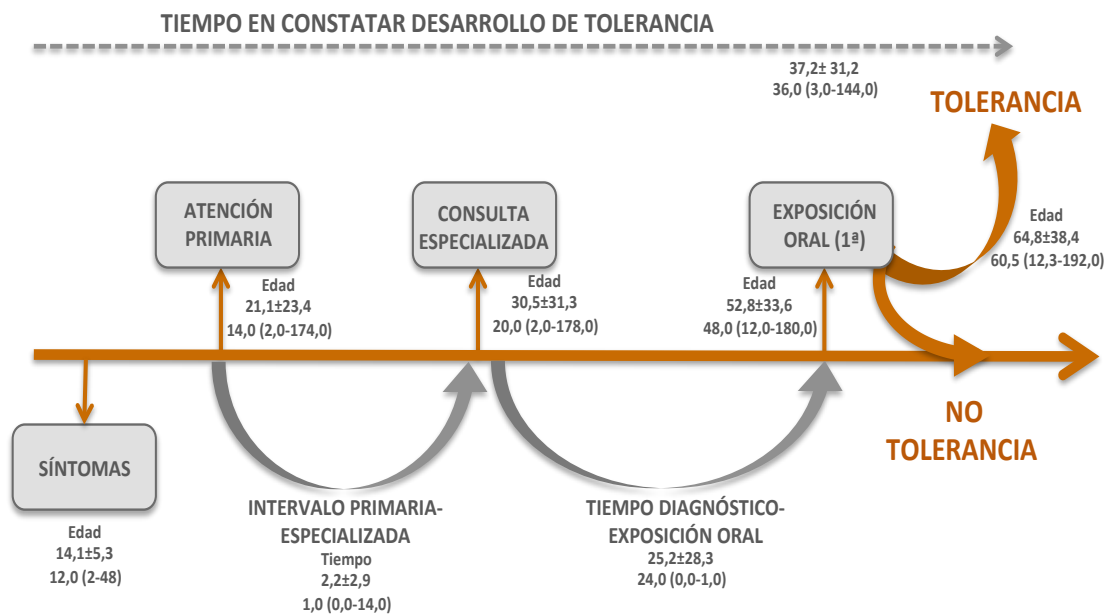 TIEMPO EN CONSTATAR DESARROLLO DE TOLERANCIA
37,2± 31,2
36,0 (3,0-144,0)
TOLERANCIA
ATENCIÓN
PRIMARIA
CONSULTA
ESPECIALIZADA
EXPOSICIÓN
ORAL (1ª)
Edad
64,8±38,4
60,5 (12,3-192,0)
Edad
21,1±23,4
14,0 (2,0-174,0)
Edad
30,5±31,3
20,0 (2,0-178,0)
Edad
52,8±33,6
48,0 (12,0-180,0)
NO
TOLERANCIA
SÍNTOMAS
Edad
14,1±5,3
12,0 (2-48)
INTERVALO PRIMARIA-
ESPECIALIZADA
Tiempo
2,2±2,9
1,0 (0,0-14,0)
TIEMPO DIAGNÓSTICO-
EXPOSICIÓN ORAL
25,2±28,3
24,0 (0,0-1,0)